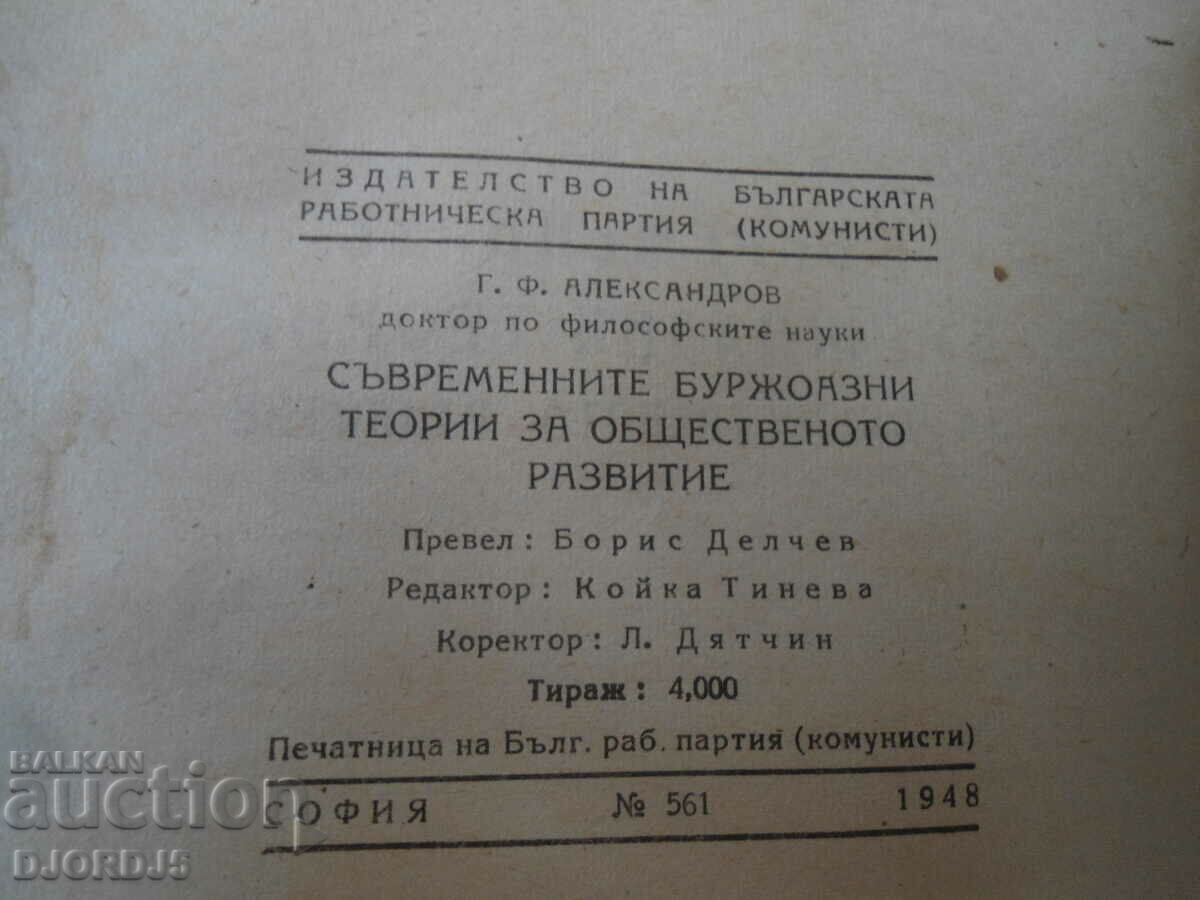 ИЗДАТЕЛСТВО НА БЪЛГАРСКАТА
РАБОТНИЧЕСКА ПАРТИЯ (КОМУНИСТИ)
Г. Ф. АЛЕКСАНДРОВ
доктор по философските науки
СЪВРЕМЕННИТЕ БУРЖОАЗНИ
ТЕОРИИ ЗА ОБЩЕСТВЕНОТО
РАЗВИТИЕ
Превел: Борис Делчев
Редактор: Койка Тинева
Коректор: Л. Дятчин
Тираж: 4,000
Печатница на Бълг. раб. партия (комунисти)
СОФИЯ № 561 1948
BALKAN
auction
DJORDJ5